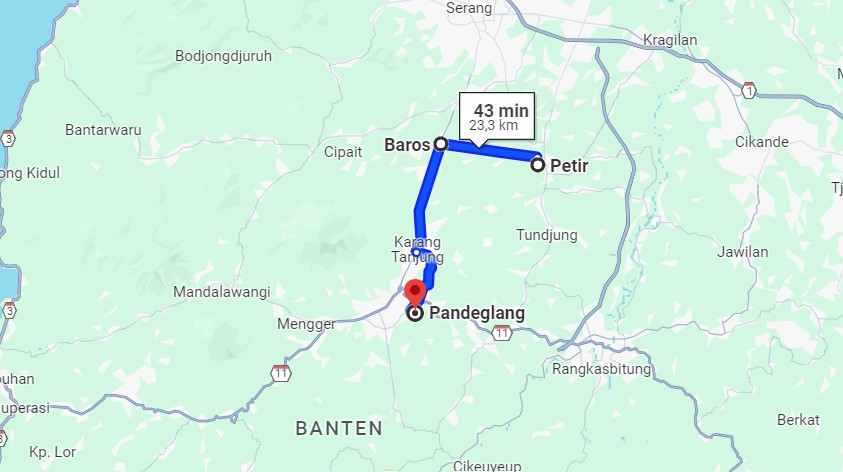 Serang
Kragilan
Bodjongdjuruh
1
43 min
23,3 km
Bantarwaru
3
Cipait
Baros
Petir
Cikande
ong Kidul
Karang
Tanjung
Tundjung
Jawilan
Mandalawangi
3
Mengger
Pandeglang
11
11
Rangkasbitung
uhan
uperasi
BANTEN
Berkat
Kp. Lor
Cikeuyeup